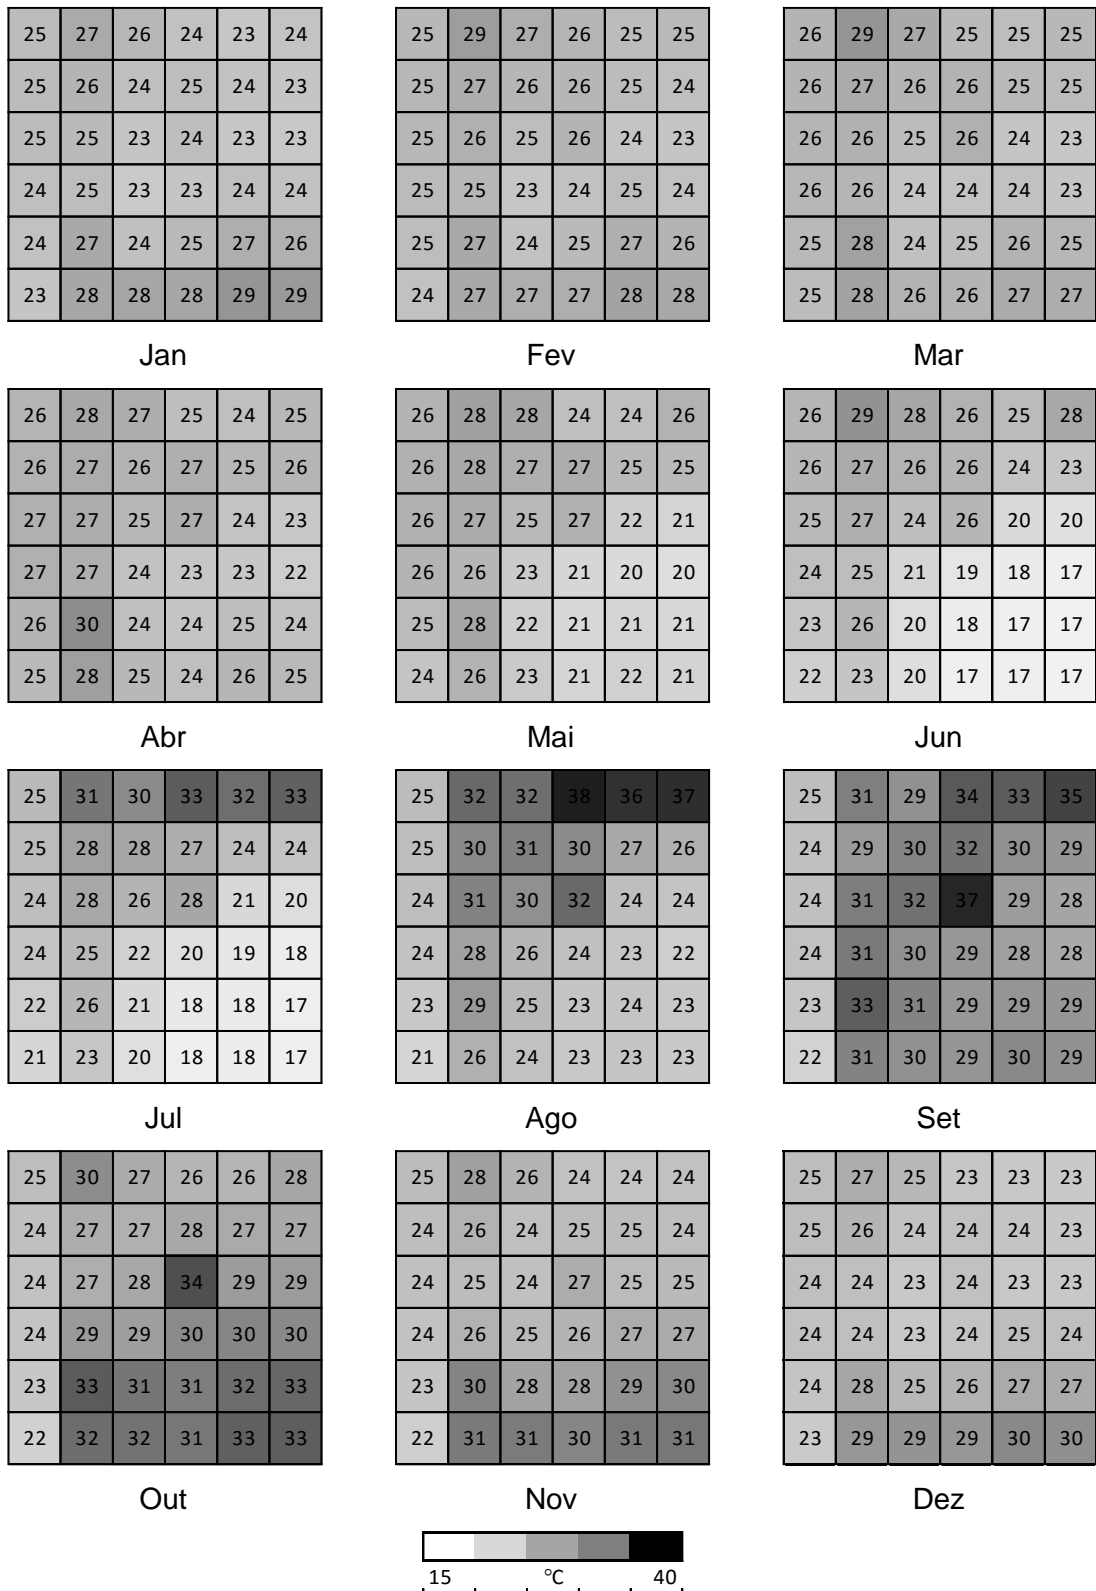 25 27 26 24 23 24 25 29 27 26 25 25 26 29 27 25 25 25
25 26 24 25 24 23 25 27 26 26 25 24 26 27 26 26 25 25
25 25 23 24 23 23 25 26 25 26 24 23 26 26 25 26 24 23
24 25 23 23 24 24 25 25 23 24 25 24 26 26 24 24 24 23
24 27 24 25 27 26 25 27 24 25 27 26 25 28 24 25 26 25
23 28 28 28 29 29 24 27 27 27 28 28 25 28 26 26 27 27
Jan Fev Mar
26 28 27 25 24 25 26 28 28 24 24 26 26 29 28 26 25 28
26 27 26 27 25 26 26 28 27 27 25 25 26 27 26 26 24 23
27 27 25 27 24 23 26 27 25 27 22 21 25 27 24 26 20 20
27 27 24 23 23 22 26 26 23 21 20 20 24 25 21 19 18 17
26 30 24 24 25 24 25 28 22 21 21 21 23 26 20 18 17 17
25 28 25 24 26 25 24 26 23 21 22 21 22 23 20 17 17 17
Abr Mai Jun
25 31 30 33 32 33 25 32 32 38 36 37 25 31 29 34 33 35
25 28 28 27 24 24 25 30 31 30 27 26 24 29 30 32 30 29
24 28 26 28 21 20 24 31 30 32 24 24 24 31 32 37 29 28
24 25 22 20 19 18 24 28 26 24 23 22 24 31 30 29 28 28
22 26 21 18 18 17 23 29 25 23 24 23 23 33 31 29 29 29
21 23 20 18 18 17 21 26 24 23 23 23 22 31 30 29 30 29
Jul Ago Set
25 30 27 26 26 28 25 28 26 24 24 24 25 27 25 23 23 23
24 27 27 28 27 27 24 26 24 25 25 24 25 26 24 24 24 23
24 27 28 34 29 29 24 25 24 27 25 25 24 24 23 24 23 23
24 29 29 30 30 30 24 26 25 26 27 27 24 24 23 24 25 24
23 33 31 31 32 33 23 30 28 28 29 30 24 28 25 26 27 27
22 32 32 31 33 33 22 31 31 30 31 31 23 29 29 29 30 30
Out Nov Dez
15 °C 40